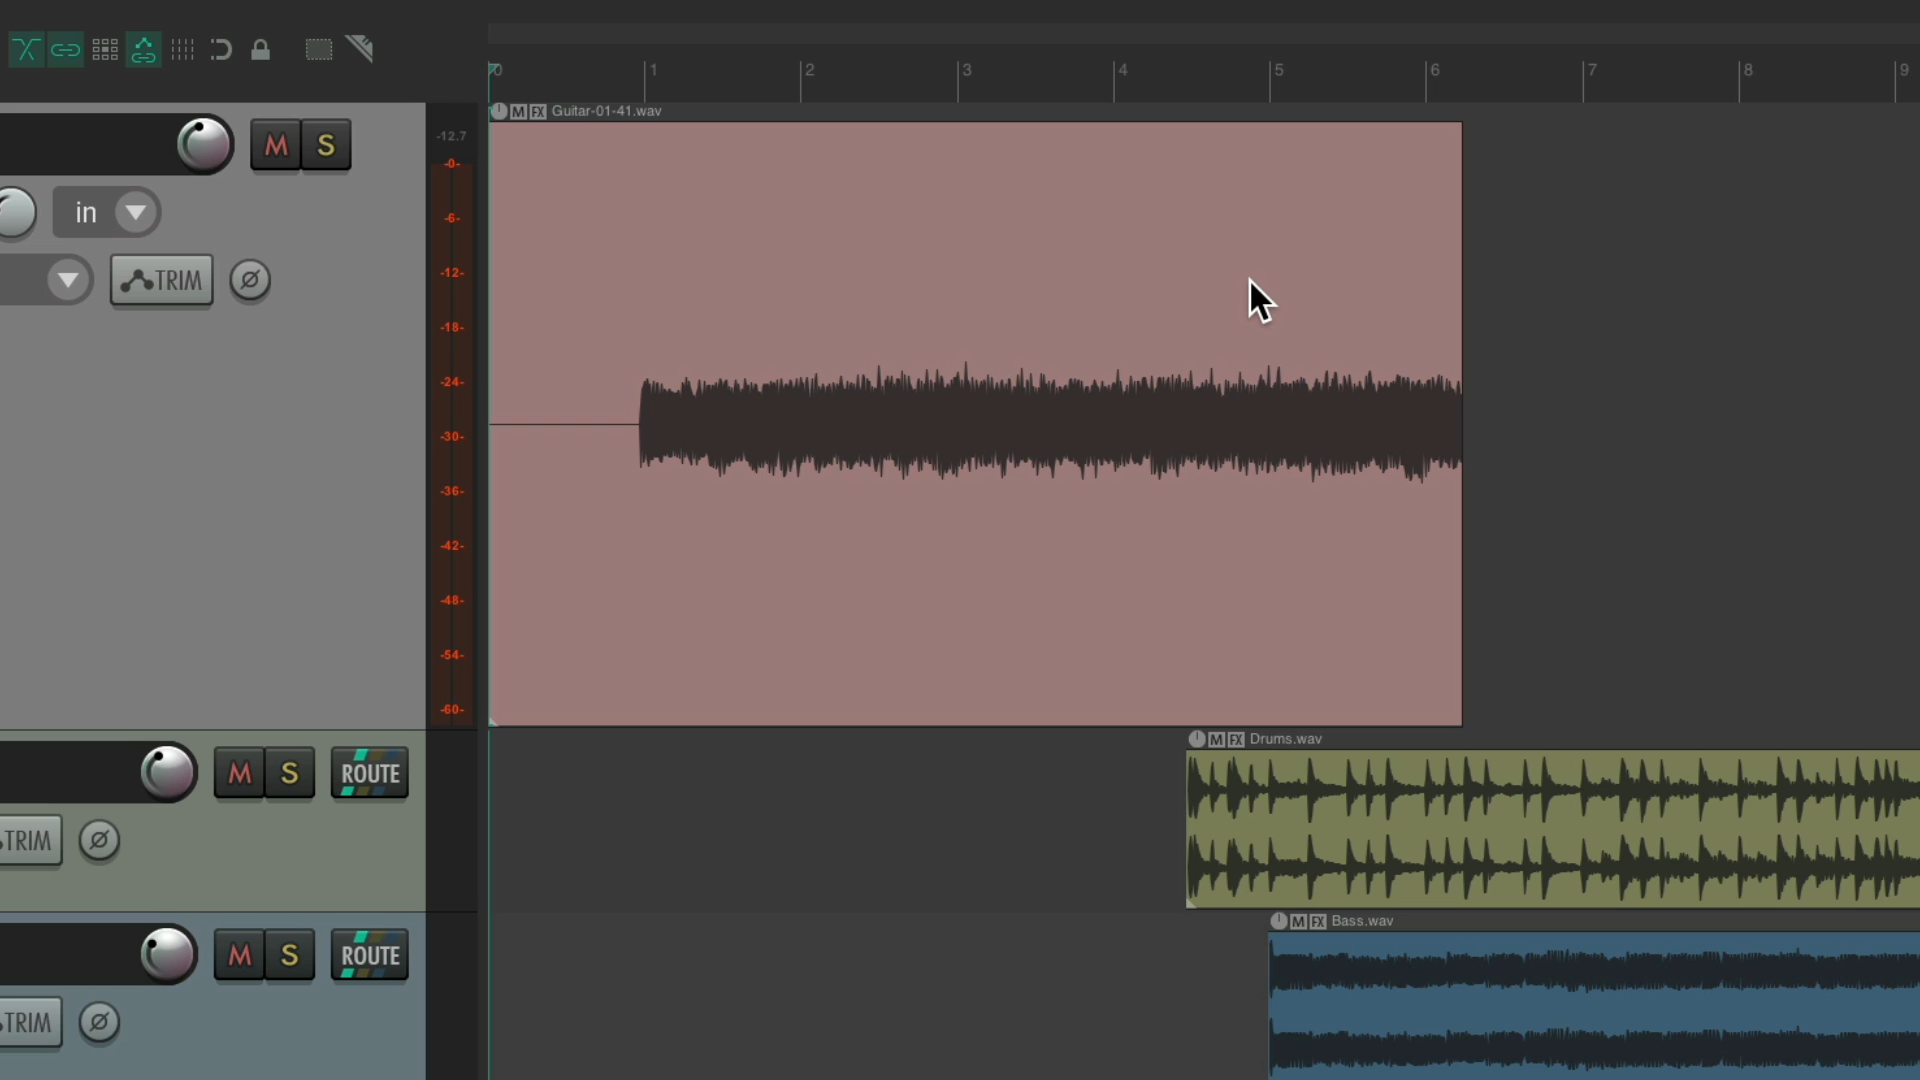 0 1 2 3 4 5 6 7 8 9
M FX Guitar-01-41.wav
-12.7
M S
-0-
-6-
in
-12-
TRIM
-18-
-24-
-30-
-36-
-42-
-48-
-54-
-60-
M FX Drums.wav
M S ROUTE
TRIM
M FX Bass.wav
M S ROUTE
TRIM